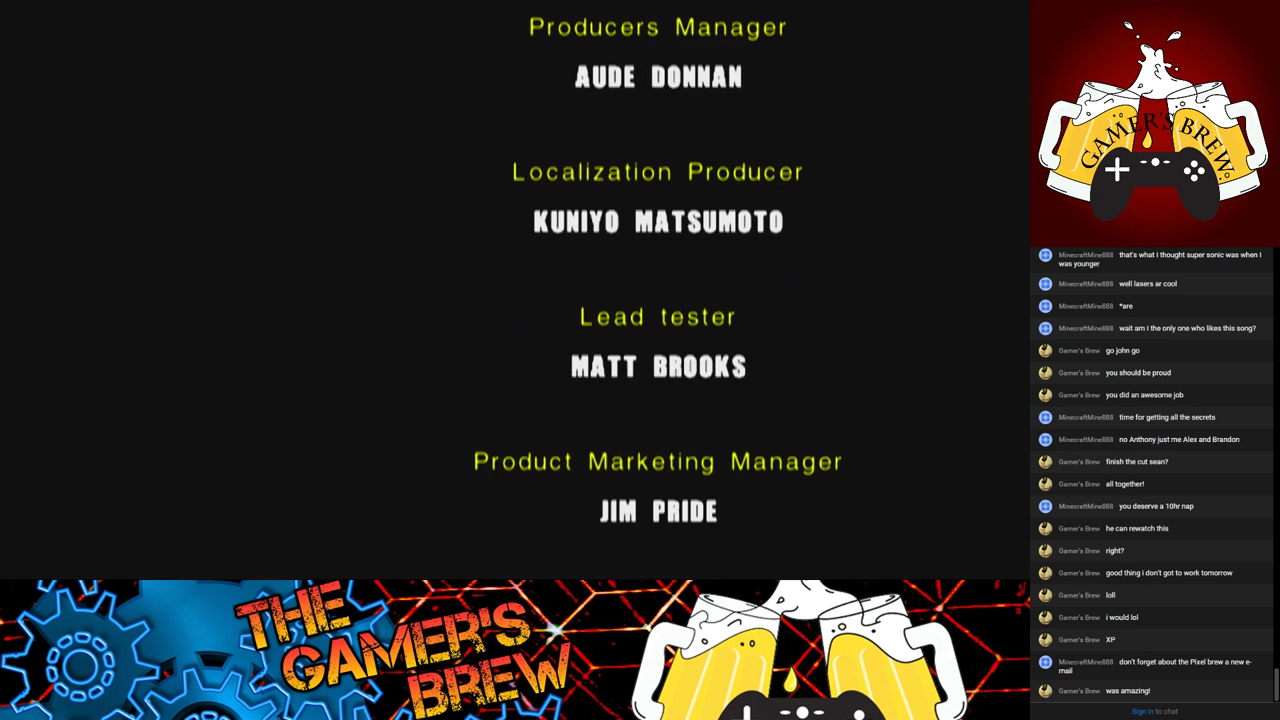 Producers Manager
AUDE DONNAN
Localization Producer
KUNIYO MATSUMOTO
Lead tester
MATT BROOKS
Product Marketing Manager
JIM PRIDE
THE
GAMER'S
BREW
GAMER'S BREW
MinecraftMine888 that's what I thought super sonic was when I
was younger
MinecraftMine888 well lasers ar cool
MinecraftMine888 *are
MinecraftMine888 wait am I the only one who likes this song?
Gamer's Brew go john go
Gamer's Brew you should be proud
Gamer's Brew you did an awesome job
MinecraftMine888 time for getting all the secrets
MinecraftMine888 no Anthony just me Alex and Brandon
Gamer's Brew finish the cut sean?
Gamer's Brew all together!
MinecraftMine888 you deserve a 10hr nap
Gamer's Brew he can rewatch this
Gamer's Brew right?
Gamer's Brew good thing i don't got to work tomorrow
Gamer's Brew loll
Gamer's Brew i would lol
Gamer's Brew XP
MinecraftMine888 don't forget about the Pixel brew a new e-
mail
Gamer's Brew was amazing!
Sign in to chat